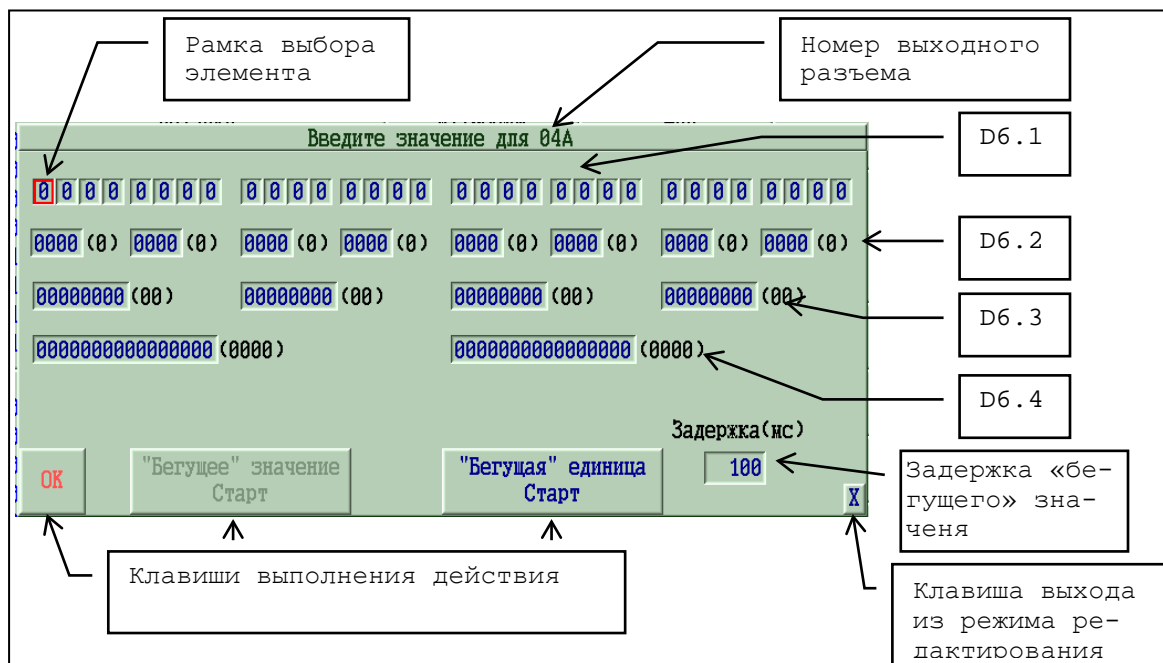 Рамка выбора
элемента
Номер выходного
разъема
Введите значение для 04A
D6.1
0 0 0 0 0 0 0 0 0 0 0 0 0 0 0 0 0 0 0 0 0 0 0 0 0 0 0 0 0 0 0 0
0000 (0) 0000 (0) 0000 (0) 0000 (0) 0000 (0) 0000 (0) 0000 (0) 0000 (0)
D6.2
00000000 (00) 00000000 (00) 00000000 (00) 00000000 (00)
D6.3
0000000000000000 (0000) 0000000000000000 (0000)
D6.4
Задержка(мс)
OK
"Бегущее" значение
Старт
"Бегущая" единица
Старт
100
X
Задержка «бе-
гущего» зна-
ченя
Клавиши выполнения действия
Клавиша выхода
из режима ре-
дактирования